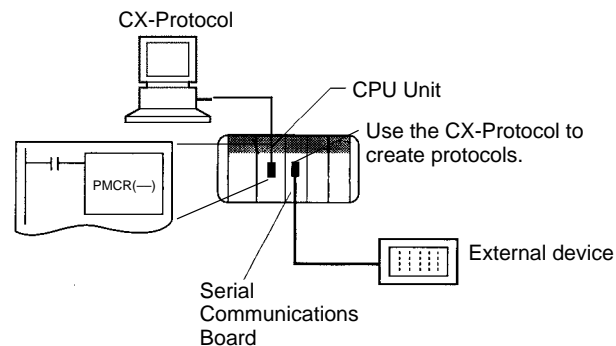 CX-Protocol
CPU Unit
Use the CX-Protocol to
create protocols.
PMCR(—)
External device
Serial
Communications
Board